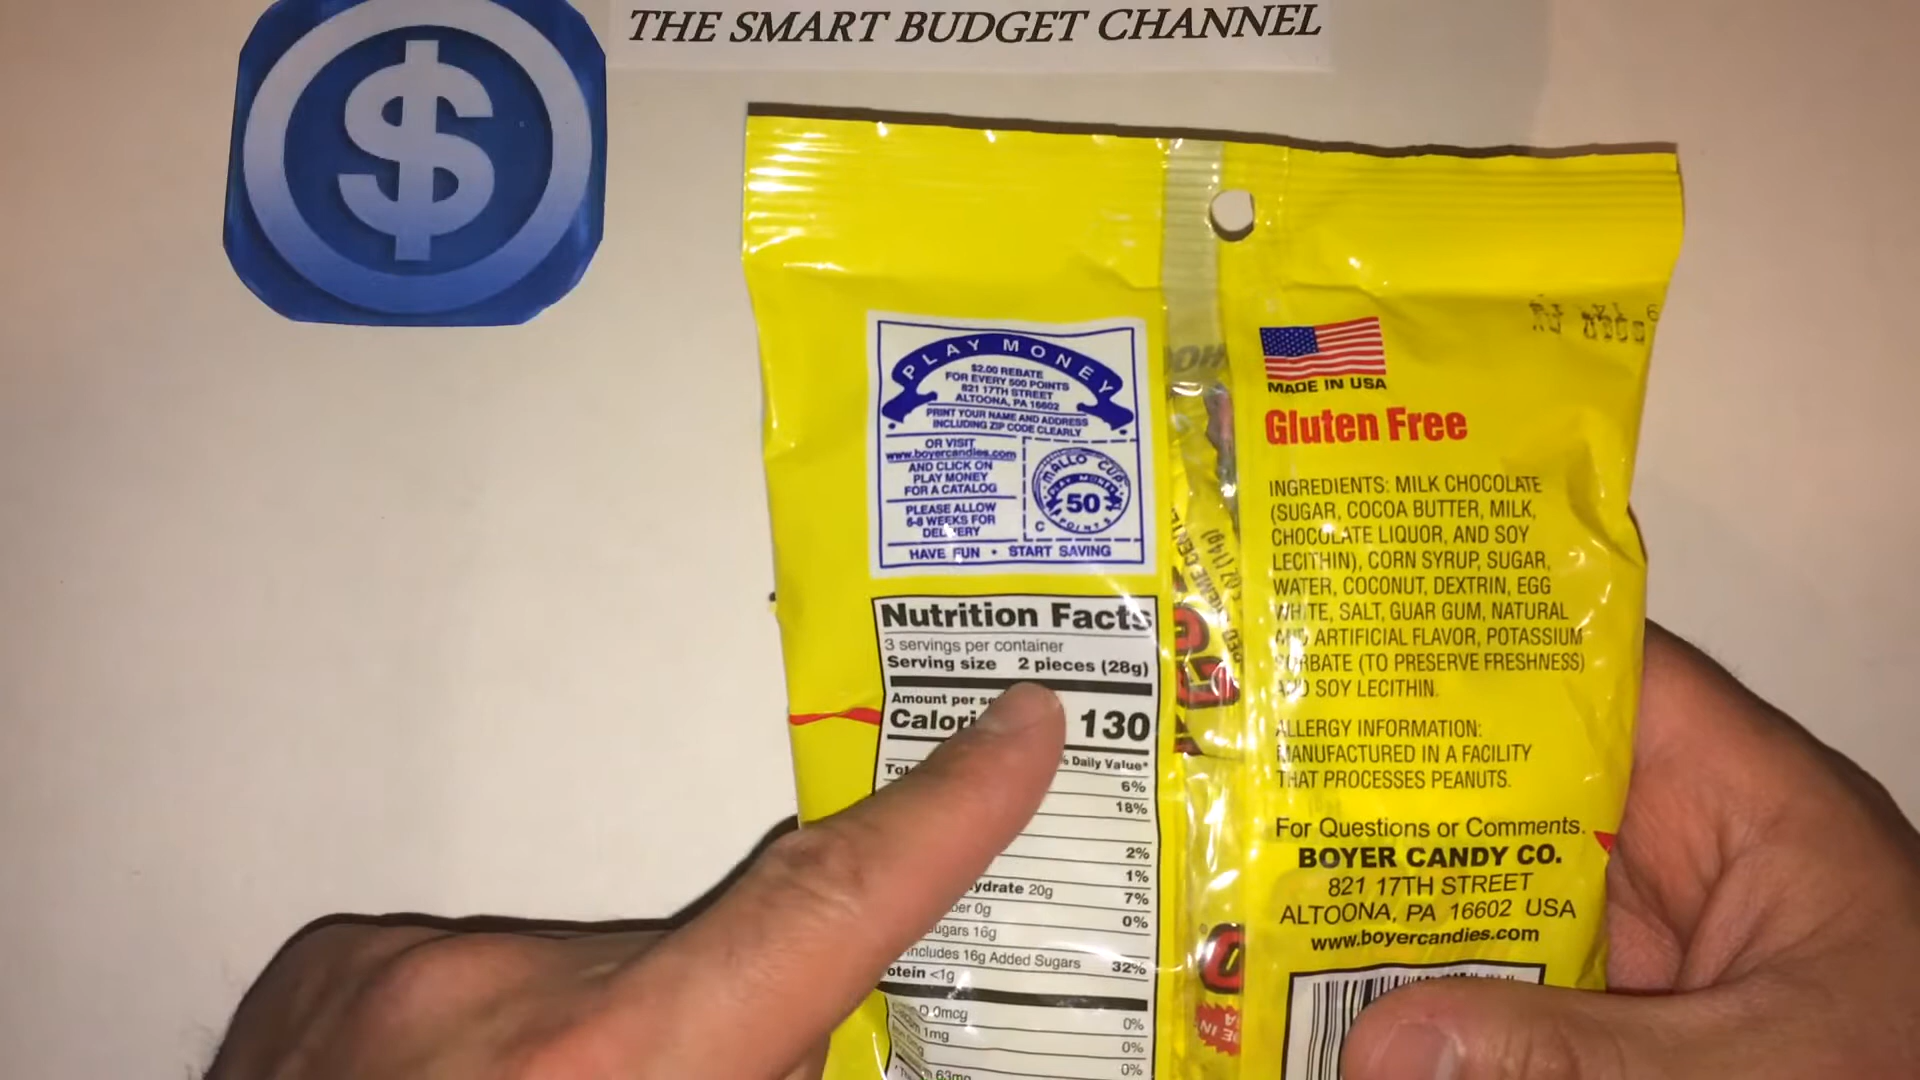 THE SMART BUDGET CHANNEL
$
PLAY MONEY
$2.00 REBATE
FOR EVERY 500 POINTS
821 17TH STREET
ALTOONA, PA 16602
PRINT YOUR NAME AND ADDRESS
INCLUDING ZIP CODE CLEARLY
OR VISIT
www.boyercandies.com
AND CLICK ON
PLAY MONEY
FOR A CATALOG
PLEASE ALLOW
6-8 WEEKS FOR
DELIVERY
MALLO CUP
PLAY MONEY
50
POINTS
C
HAVE FUN • START SAVING
Nutrition Facts
3 servings per container
Serving size 2 pieces (28g)
Amount per
130
% Daily Value*
6%
18%
2%
1%
20g 7%
0g 0%
16g
Includes 16g Added Sugars 32%
<1g
0mcg 0%
1mg 0%
0%
63mg
MADE IN USA
Gluten Free
INGREDIENTS: MILK CHOCOLATE
(SUGAR, COCOA BUTTER, MILK,
CHOCOLATE LIQUOR, AND SOY
LECITHIN), CORN SYRUP, SUGAR,
WATER, COCONUT, DEXTRIN, EGG
WHITE, SALT, GUAR GUM, NATURAL
AND ARTIFICIAL FLAVOR, POTASSIUM
SORBATE (TO PRESERVE FRESHNESS)
AND SOY LECITHIN.
ALLERGY INFORMATION:
MANUFACTURED IN A FACILITY
THAT PROCESSES PEANUTS.
For Questions or Comments.
BOYER CANDY CO.
821 17TH STREET
ALTOONA, PA 16602 USA
www.boyercandies.com